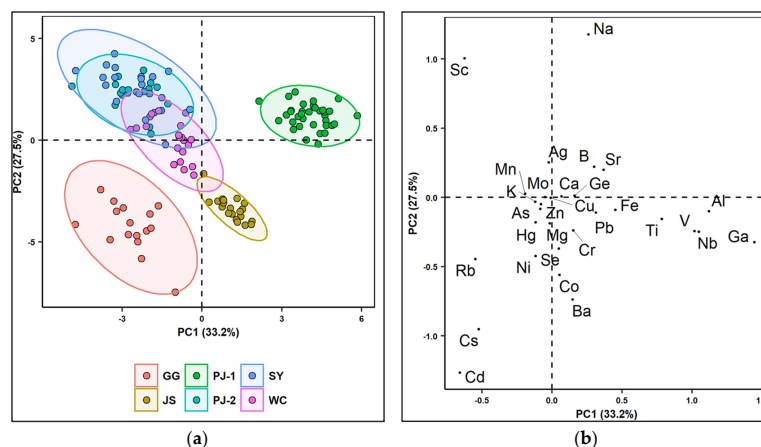 5
0
-5
PC2 (27.5%)
-3
0
3
6
PC1 (33.2%)
GG
PJ-1
SY
JS
PJ-2
WC
(a)
Na
Sc
1.0
0.5
Ag
B
Sr
Mn
Mo
Ca
Ge
K
0.0
As
Zn
Cu
Fe
Al
Hg
Mg
Pb
Ti
V
Cr
Nb
Ga
Rb
Ni
Se
-0.5
Co
Ba
Cs
-1.0
Cd
PC2 (27.5%)
-0.5
0.0
0.5
1.0
1.5
PC1 (33.2%)
(b)